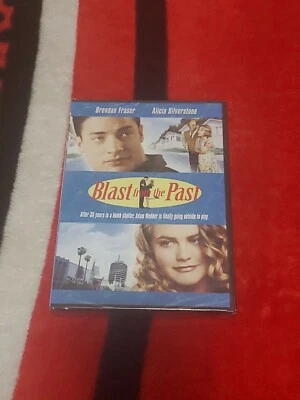 Brendan Fraser Alicia Silverstone
Blast from the Past
After 35 years in a bomb shelter, Adam Webber is finally going outside to play.